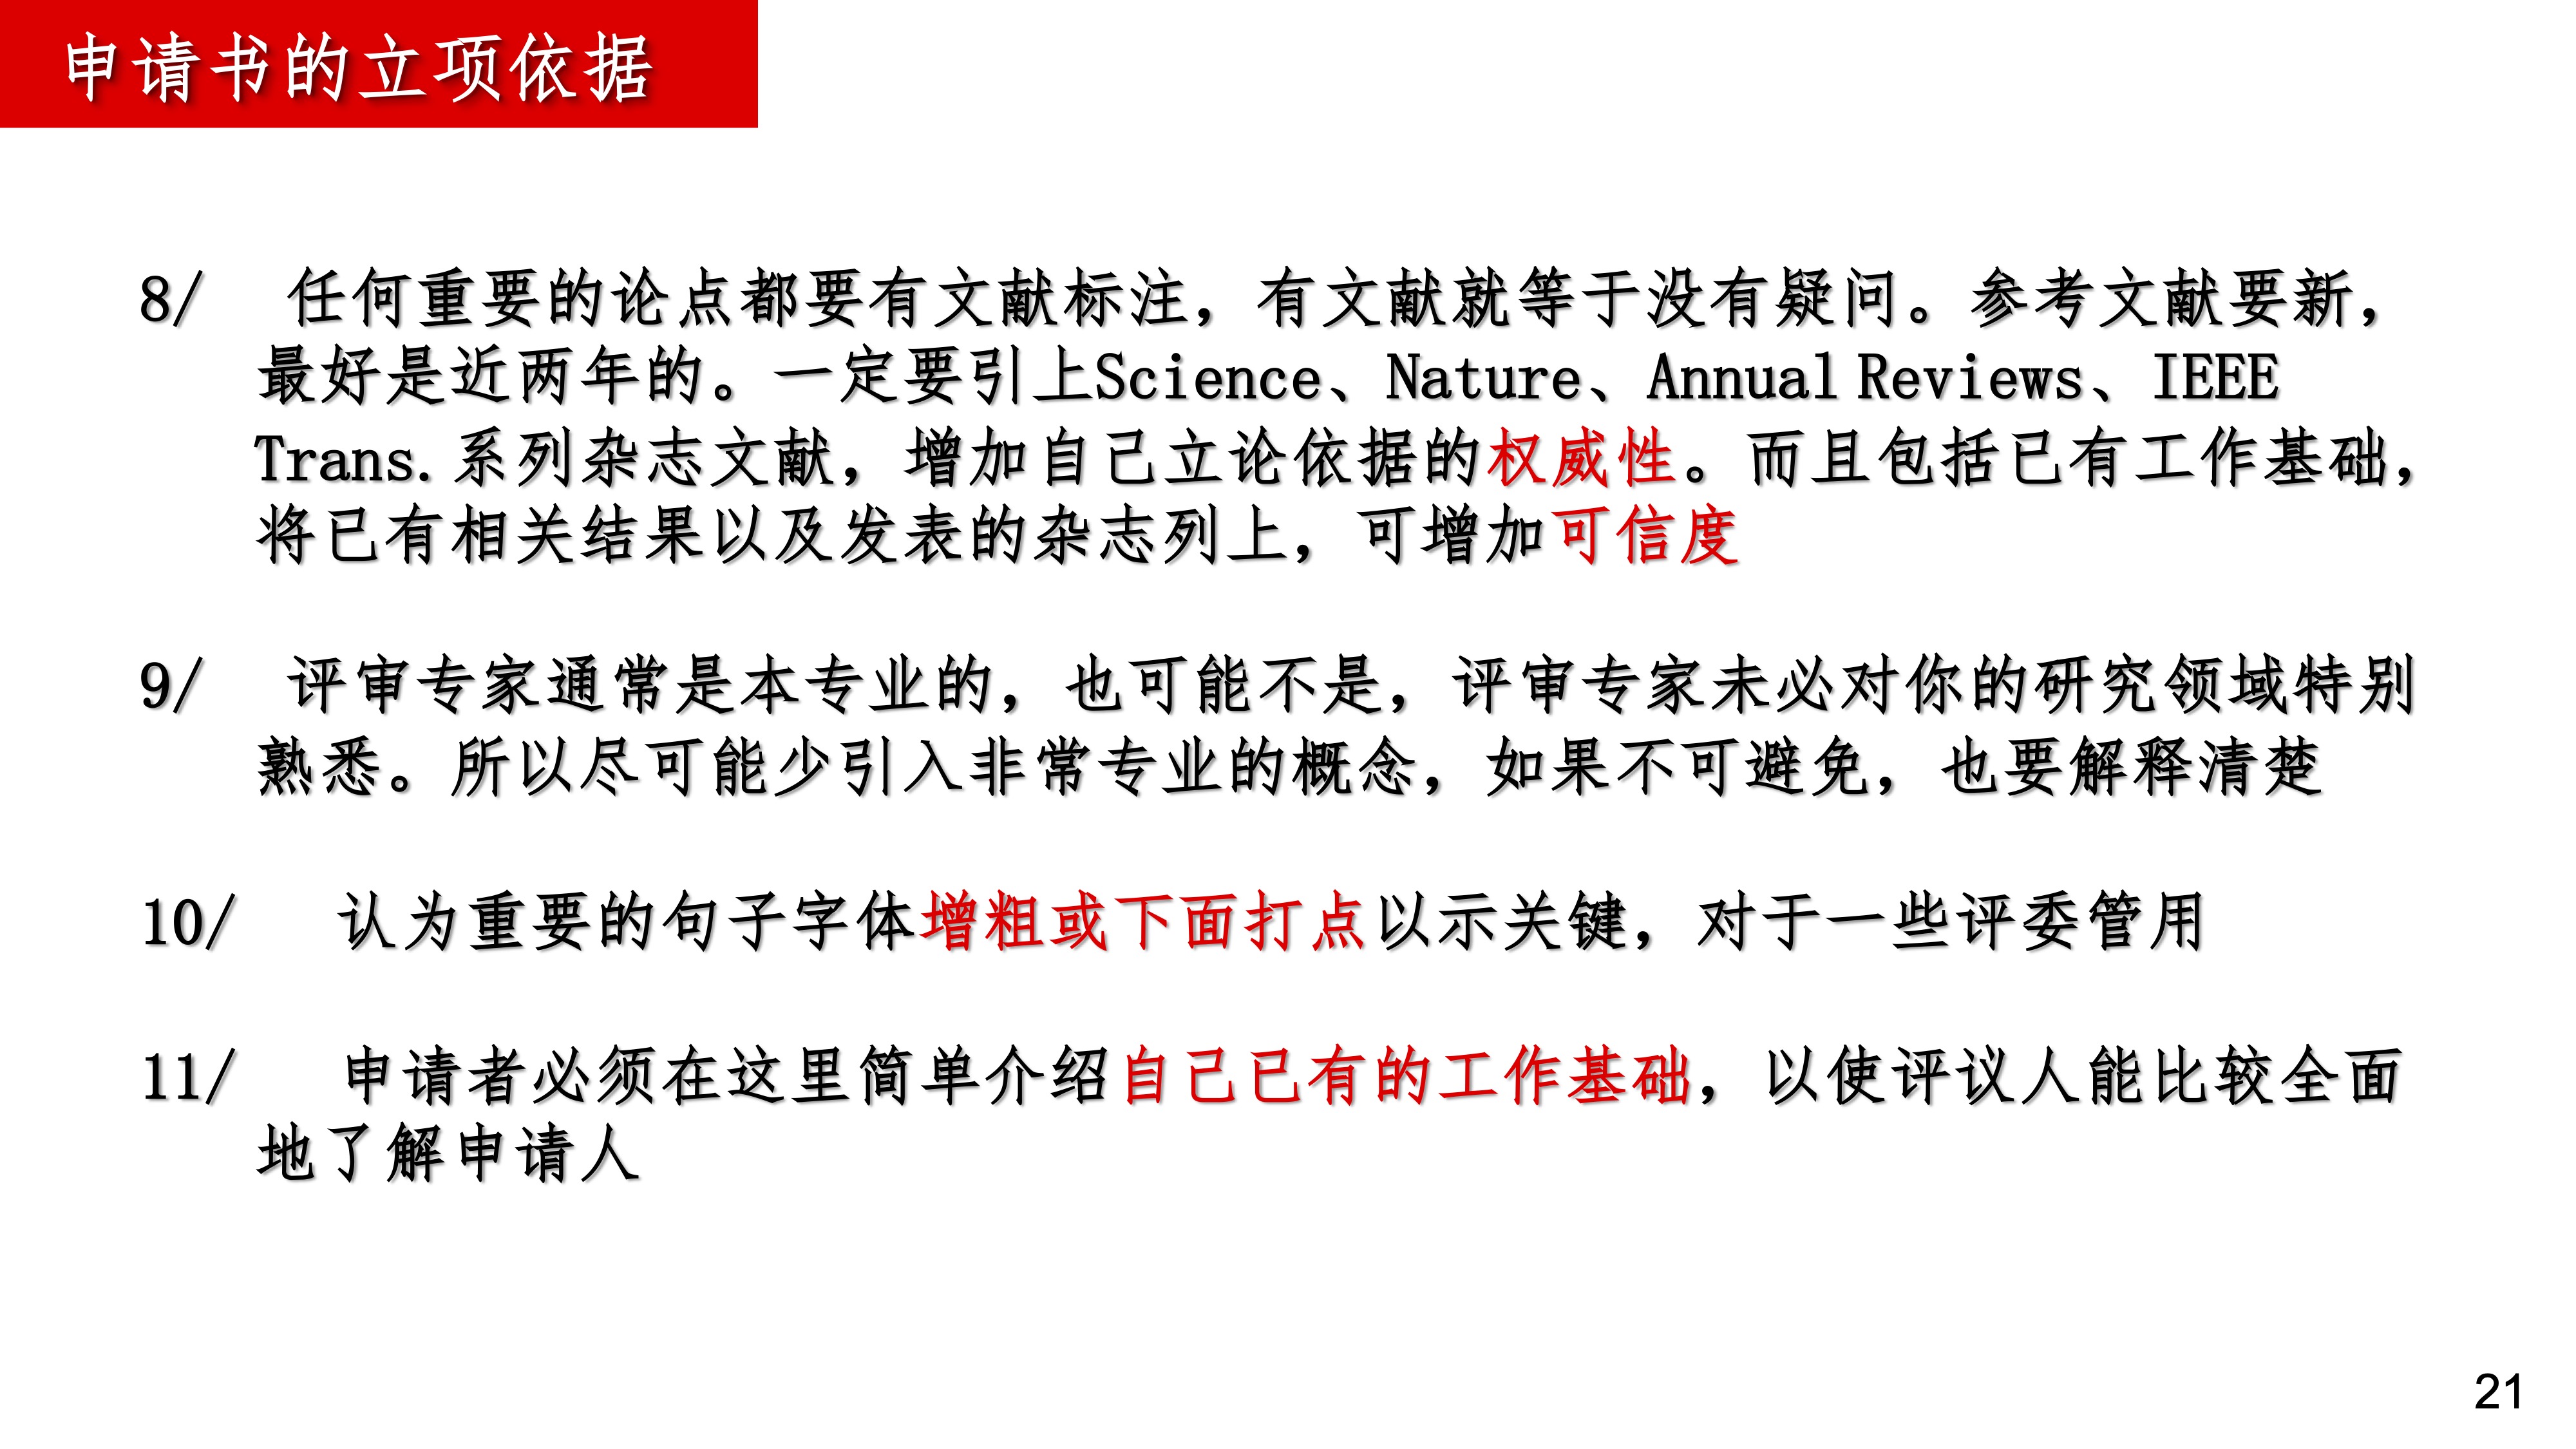 申请书的立项依据
8/ 任何重要的论点都要有文献标注，有文献就等于没有疑问。参考文献要新，
最好是近两年的。一定要引上Science、Nature、Annual Reviews、IEEE
Trans.系列杂志文献，增加自己立论依据的权威性。而且包括已有工作基础，
将已有相关结果以及发表的杂志列上，可增加可信度
9/ 评审专家通常是本专业的，也可能不是，评审专家未必对你的研究领域特别
熟悉。所以尽可能少引入非常专业的概念，如果不可避免，也要解释清楚
10/ 认为重要的句子字体增粗或下面打点以示关键，对于一些评委管用
11/ 申请者必须在这里简单介绍自己已有的工作基础，以使评议人能比较全面
地了解申请人
21